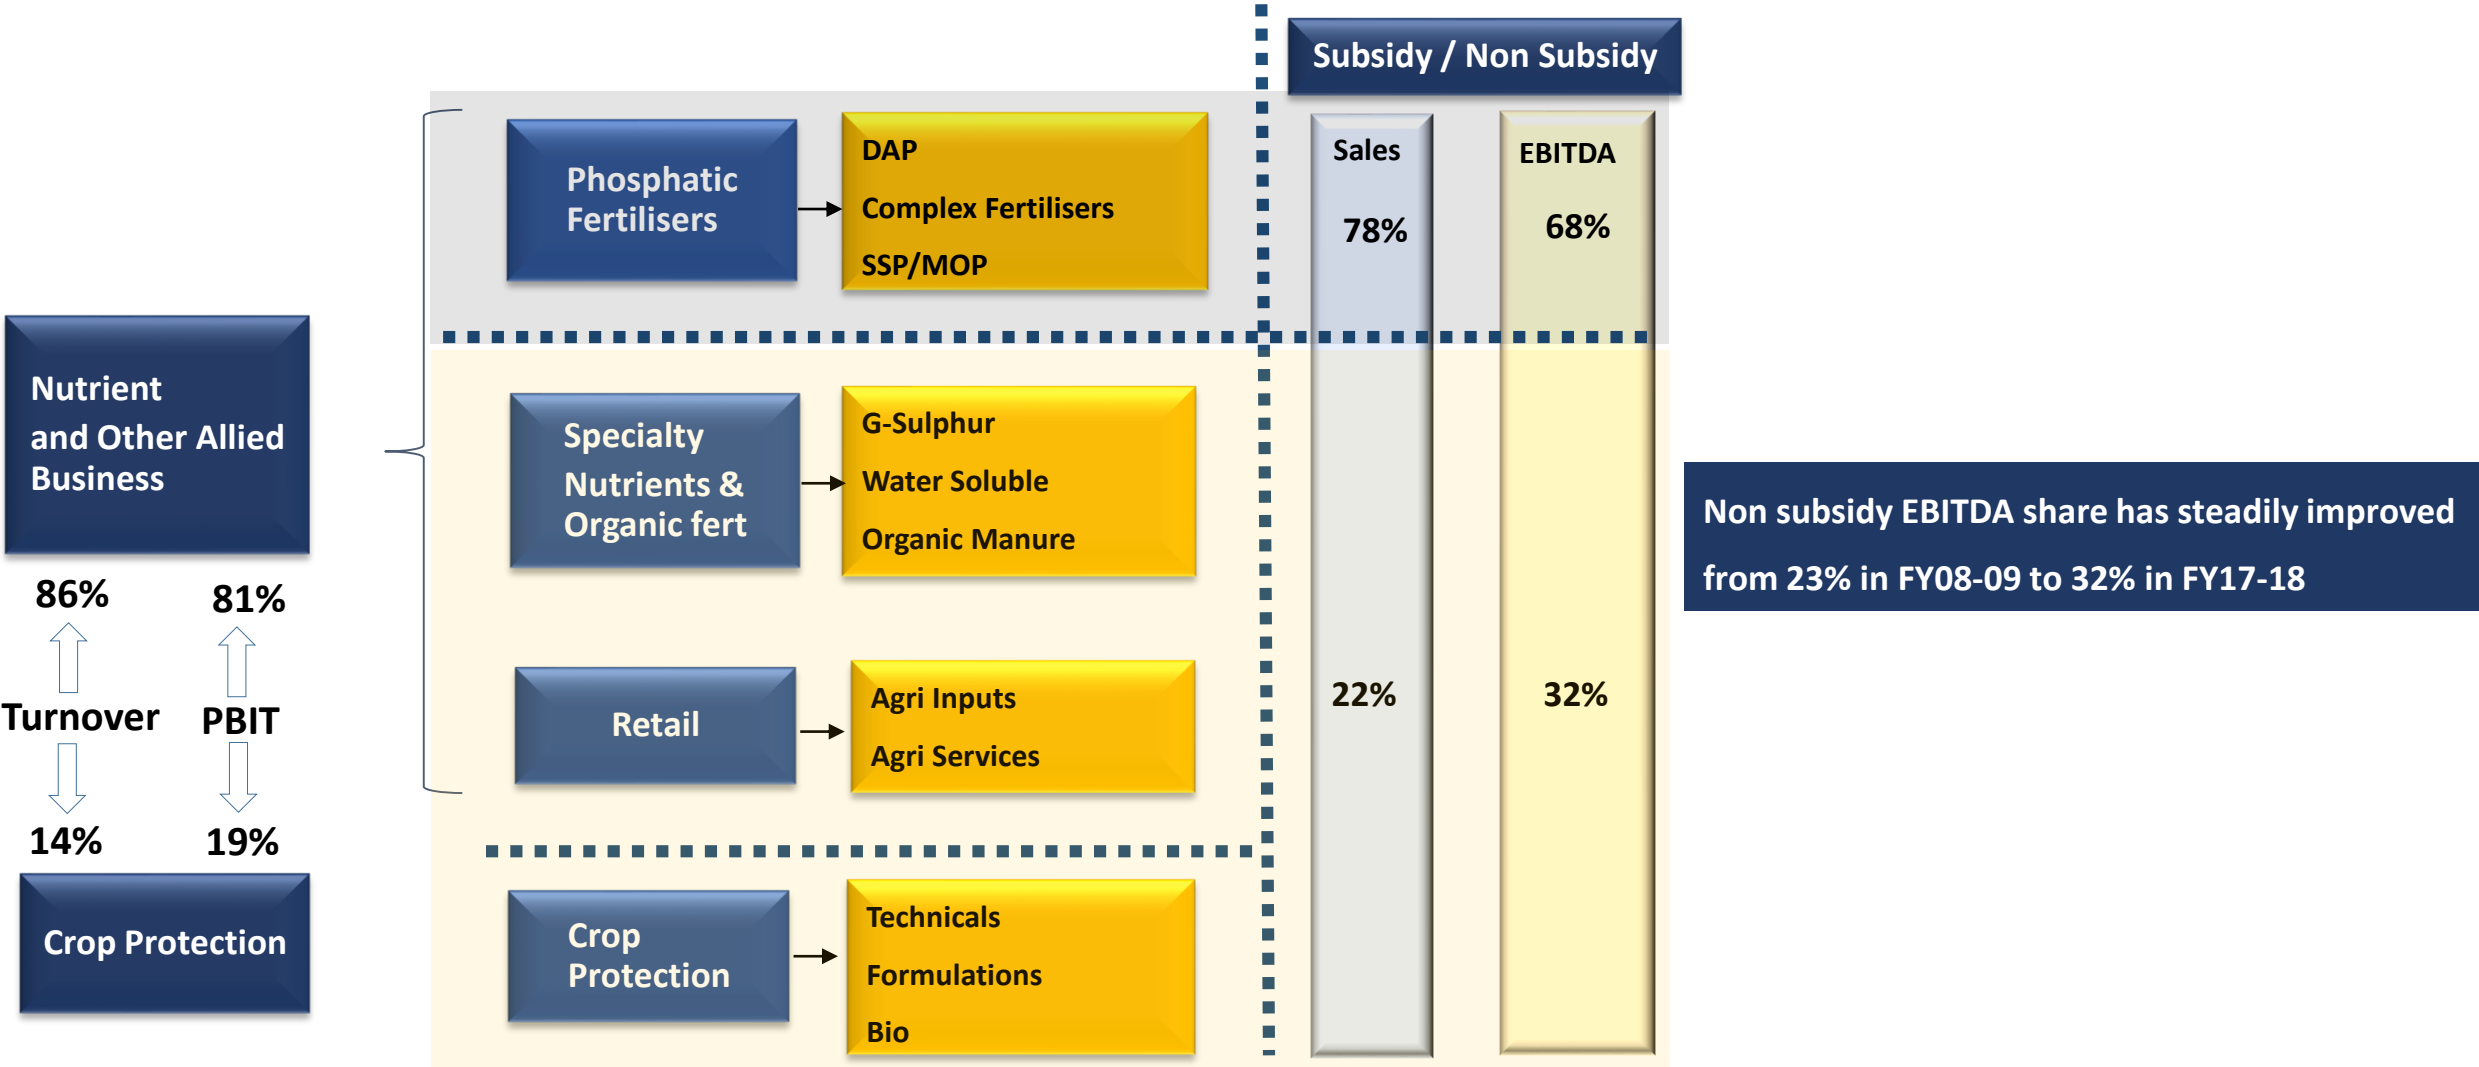 Subsidy / Non Subsidy
Phosphatic
Fertilisers
DAP
Complex Fertilisers
SSP/MOP
Sales
78%
EBITDA
68%
Nutrient
and Other Allied
Business
86%
81%
Turnover
PBIT
14%
19%
Crop Protection
Specialty
Nutrients &
Organic fert
G-Sulphur
Water Soluble
Organic Manure
Retail
Agri Inputs
Agri Services
22%
32%
Crop
Protection
Technicals
Formulations
Bio
Non subsidy EBITDA share has steadily improved
from 23% in FY08-09 to 32% in FY17-18